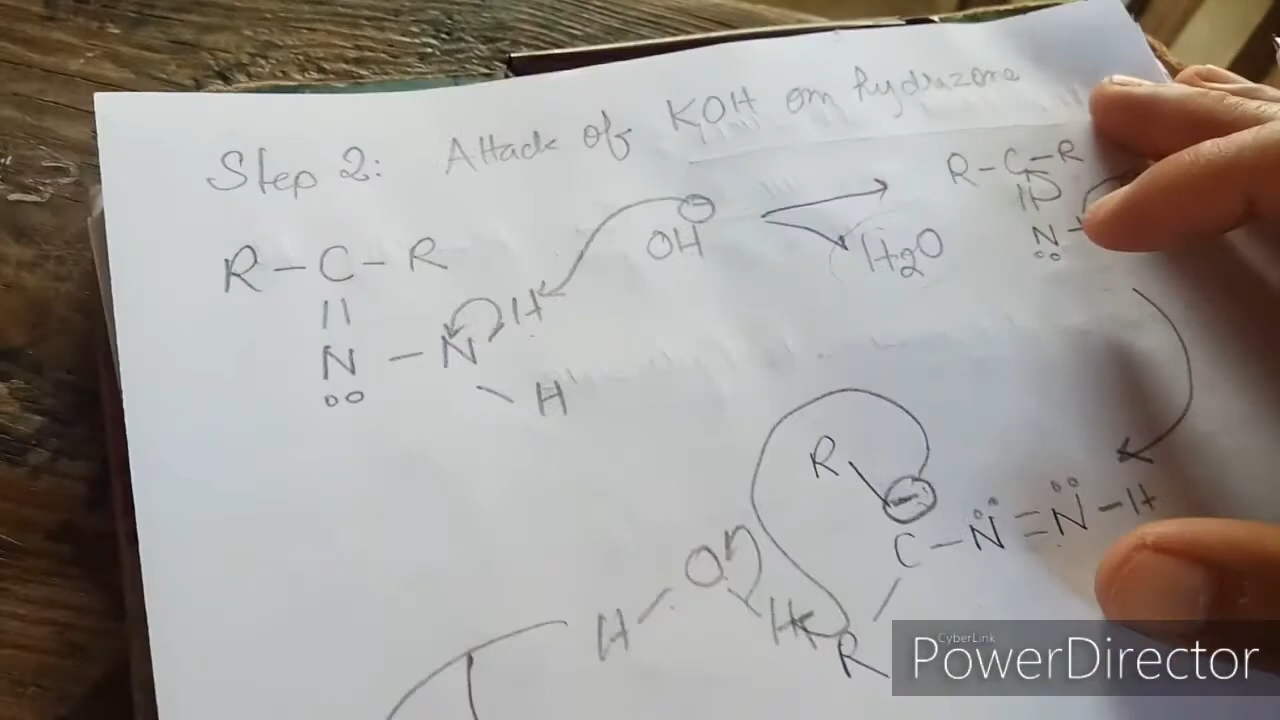 Step 2: Attack of KOH on hydrazone
R-C-R
||
N-N
H
H
OH
H2O
R-C-R
||
N
R
C-N=N-H
H-O
H
R
CyberLink
PowerDirector